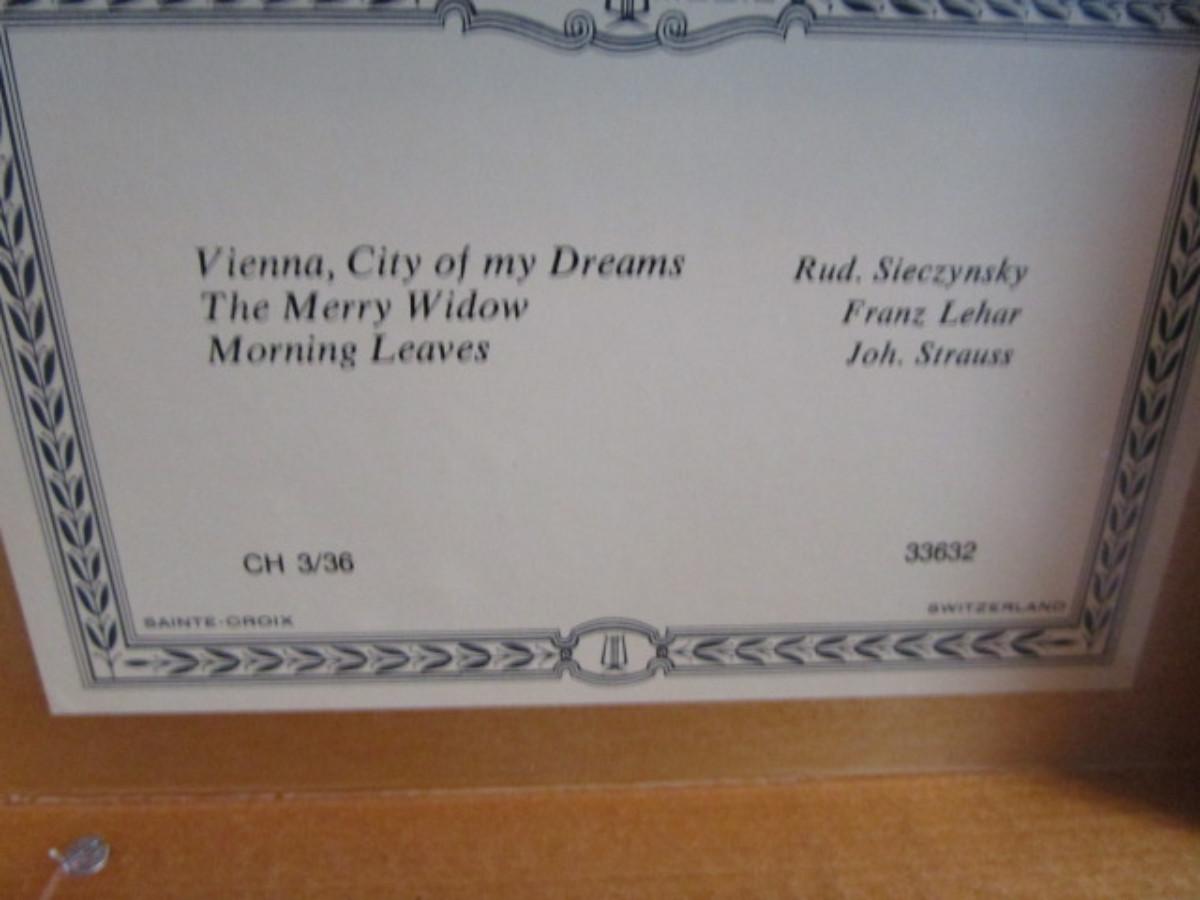 Vienna, City of my Dreams Rud. Sieczynsky
The Merry Widow Franz Lehar
Morning Leaves Joh. Strauss
CH 3/36 33632
SAINTE-CROIX SWITZERLAND